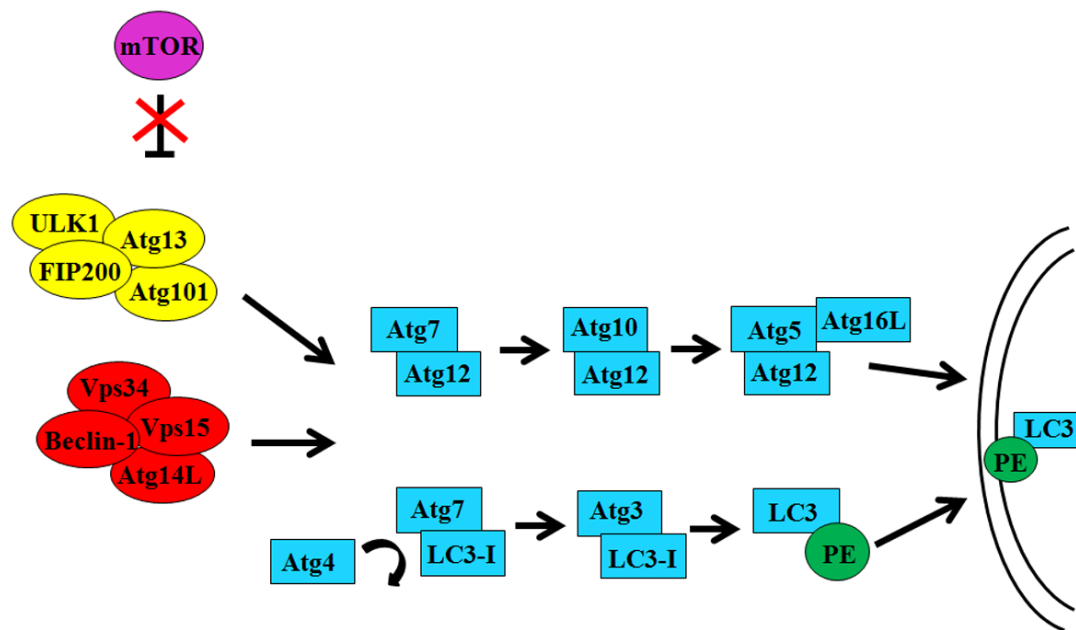 mTOR
ULK1
Atg13
FIP200
Atg101
Vps34
Vps15
Beclin-1
Atg14L
Atg7
Atg12
Atg10
Atg12
Atg5
Atg16L
Atg12
Atg4
Atg7
LC3-I
Atg3
LC3-I
LC3
PE
LC3
PE